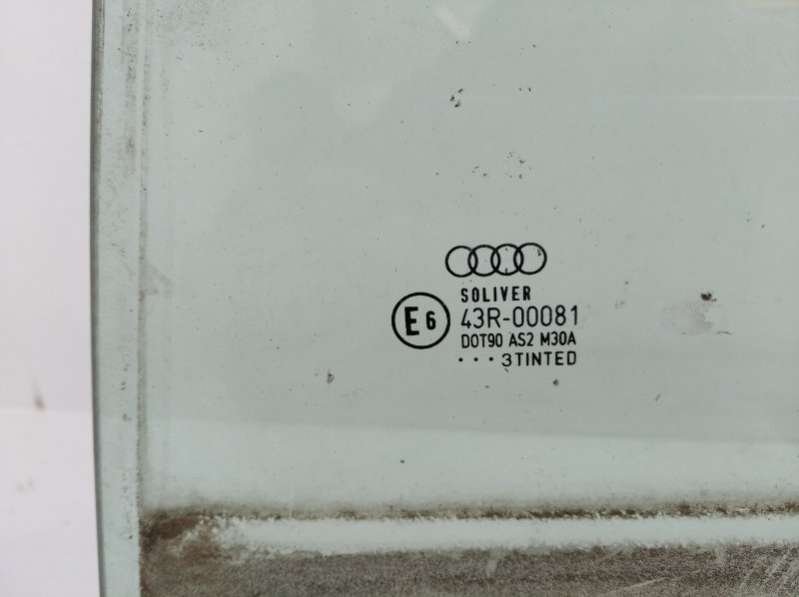 SOLIVER
E6 43R-00081
DOT90 AS2 M30A
... 3TINTED